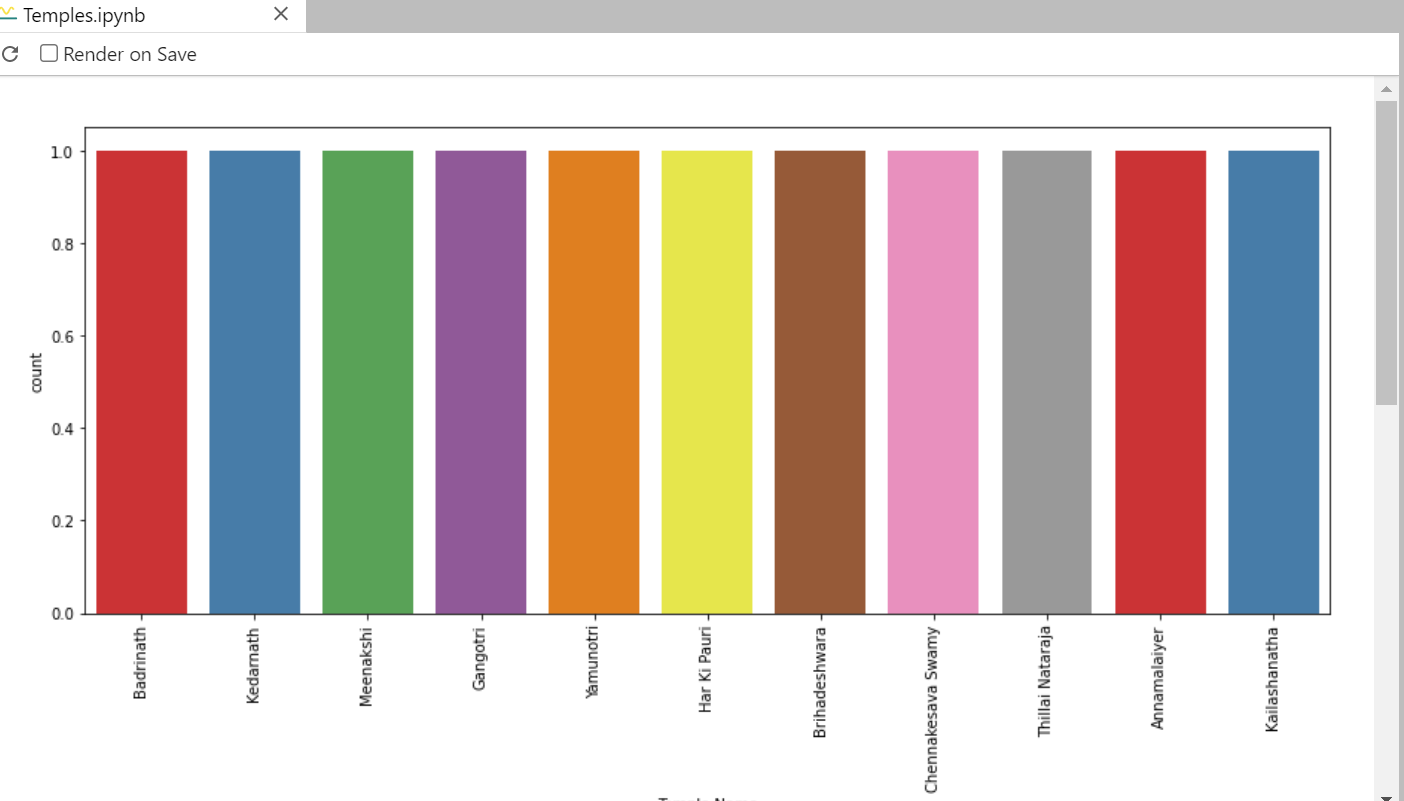 Temples.ipynb
Render on Save
1.0
0.8
0.6
0.4
0.2
0.0
count
Badrinath
Kedarnath
Meenakshi
Gangotri
Yamunotri
Har Ki Pauri
Brihadeshwara
Chennakesava Swamy
Thillai Nataraja
Annamalaiyer
Kailashanatha